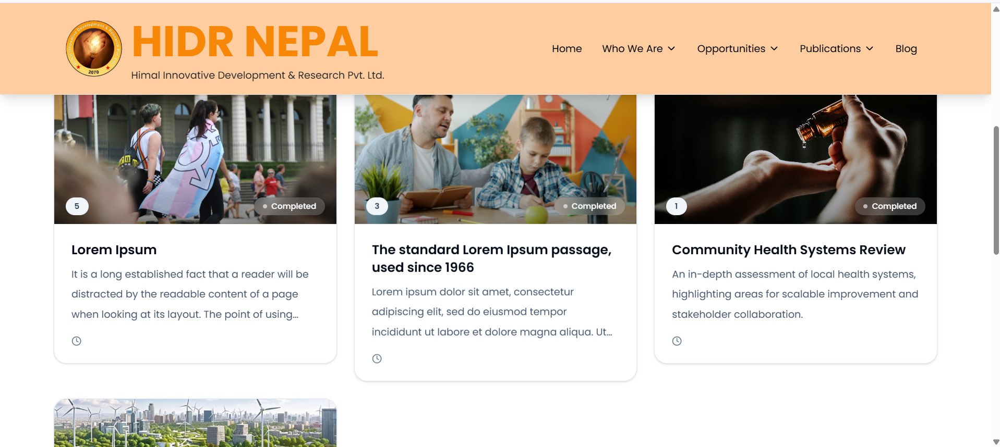 HIDR NEPAL
Himal Innovative Development & Research Pvt. Ltd.
2070
Home
Who We Are
Opportunities
Publications
Blog
5
Completed
3
Completed
1
Completed
Lorem Ipsum
It is a long established fact that a reader will be
distracted by the readable content of a page
when looking at its layout. The point of using...
The standard Lorem Ipsum passage,
used since 1966
Lorem ipsum dolor sit amet, consectetur
adipiscing elit, sed do eiusmod tempor
incididunt ut labore et dolore magna aliqua. Ut...
Community Health Systems Review
An in-depth assessment of local health systems,
highlighting areas for scalable improvement and
stakeholder collaboration.